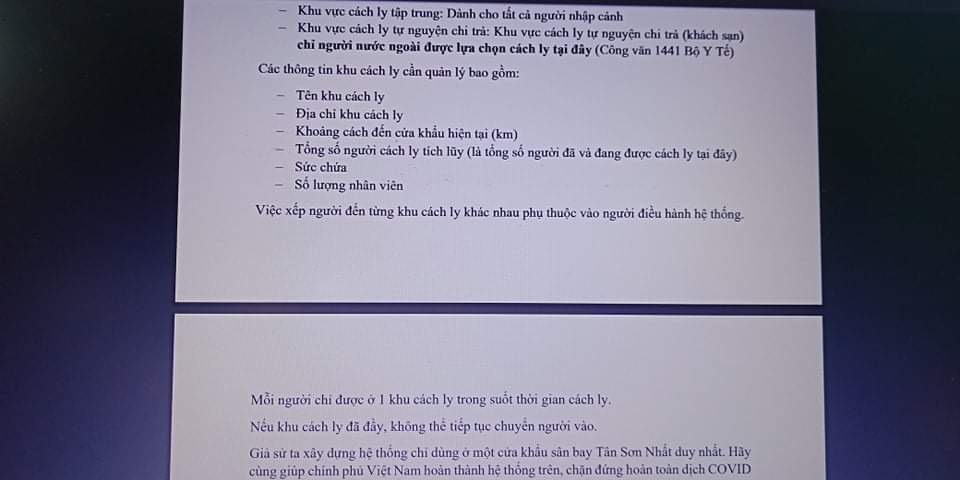 – Khu vực cách ly tập trung: Dành cho tất cả người nhập cảnh
– Khu vực cách ly tự nguyện chi trả: Khu vực cách ly tự nguyện chi trả (khách sạn)
chỉ người nước ngoài được lựa chọn cách ly tại đây (Công văn 1441 Bộ Y Tế)
Các thông tin khu cách ly cần quản lý bao gồm:
– Tên khu cách ly
– Địa chỉ khu cách ly
– Khoảng cách đến cửa khẩu hiện tại (km)
– Tổng số người cách ly tích lũy (là tổng số người đã và đang được cách ly tại đây)
– Sức chứa
– Số lượng nhân viên
Việc xếp người đến từng khu cách ly khác nhau phụ thuộc vào người điều hành hệ thống.
Mỗi người chỉ được ở 1 khu cách ly trong suốt thời gian cách ly.
Nếu khu cách ly đã đầy, không thể tiếp tục chuyển người vào.
Giả sử ta xây dựng hệ thống chỉ dùng ở một cửa khẩu sân bay Tân Sơn Nhất duy nhất. Hãy
cùng giúp chính phủ Việt Nam hoàn thành hệ thống trên, chặn đứng hoàn toàn dịch COVID